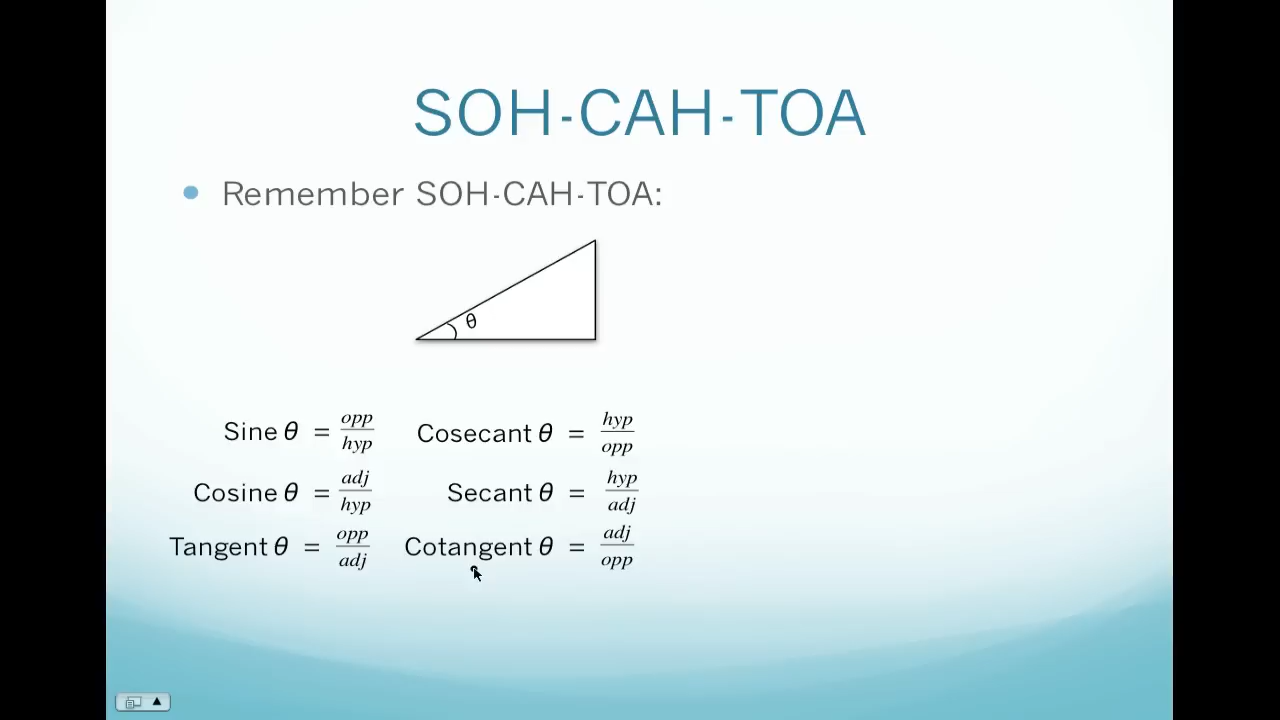 SOH-CAH-TOA
• Remember SOH-CAH-TOA:
θ
Sine θ = opp/hyp Cosecant θ = hyp/opp
Cosine θ = adj/hyp Secant θ = hyp/adj
Tangent θ = opp/adj Cotangent θ = adj/opp